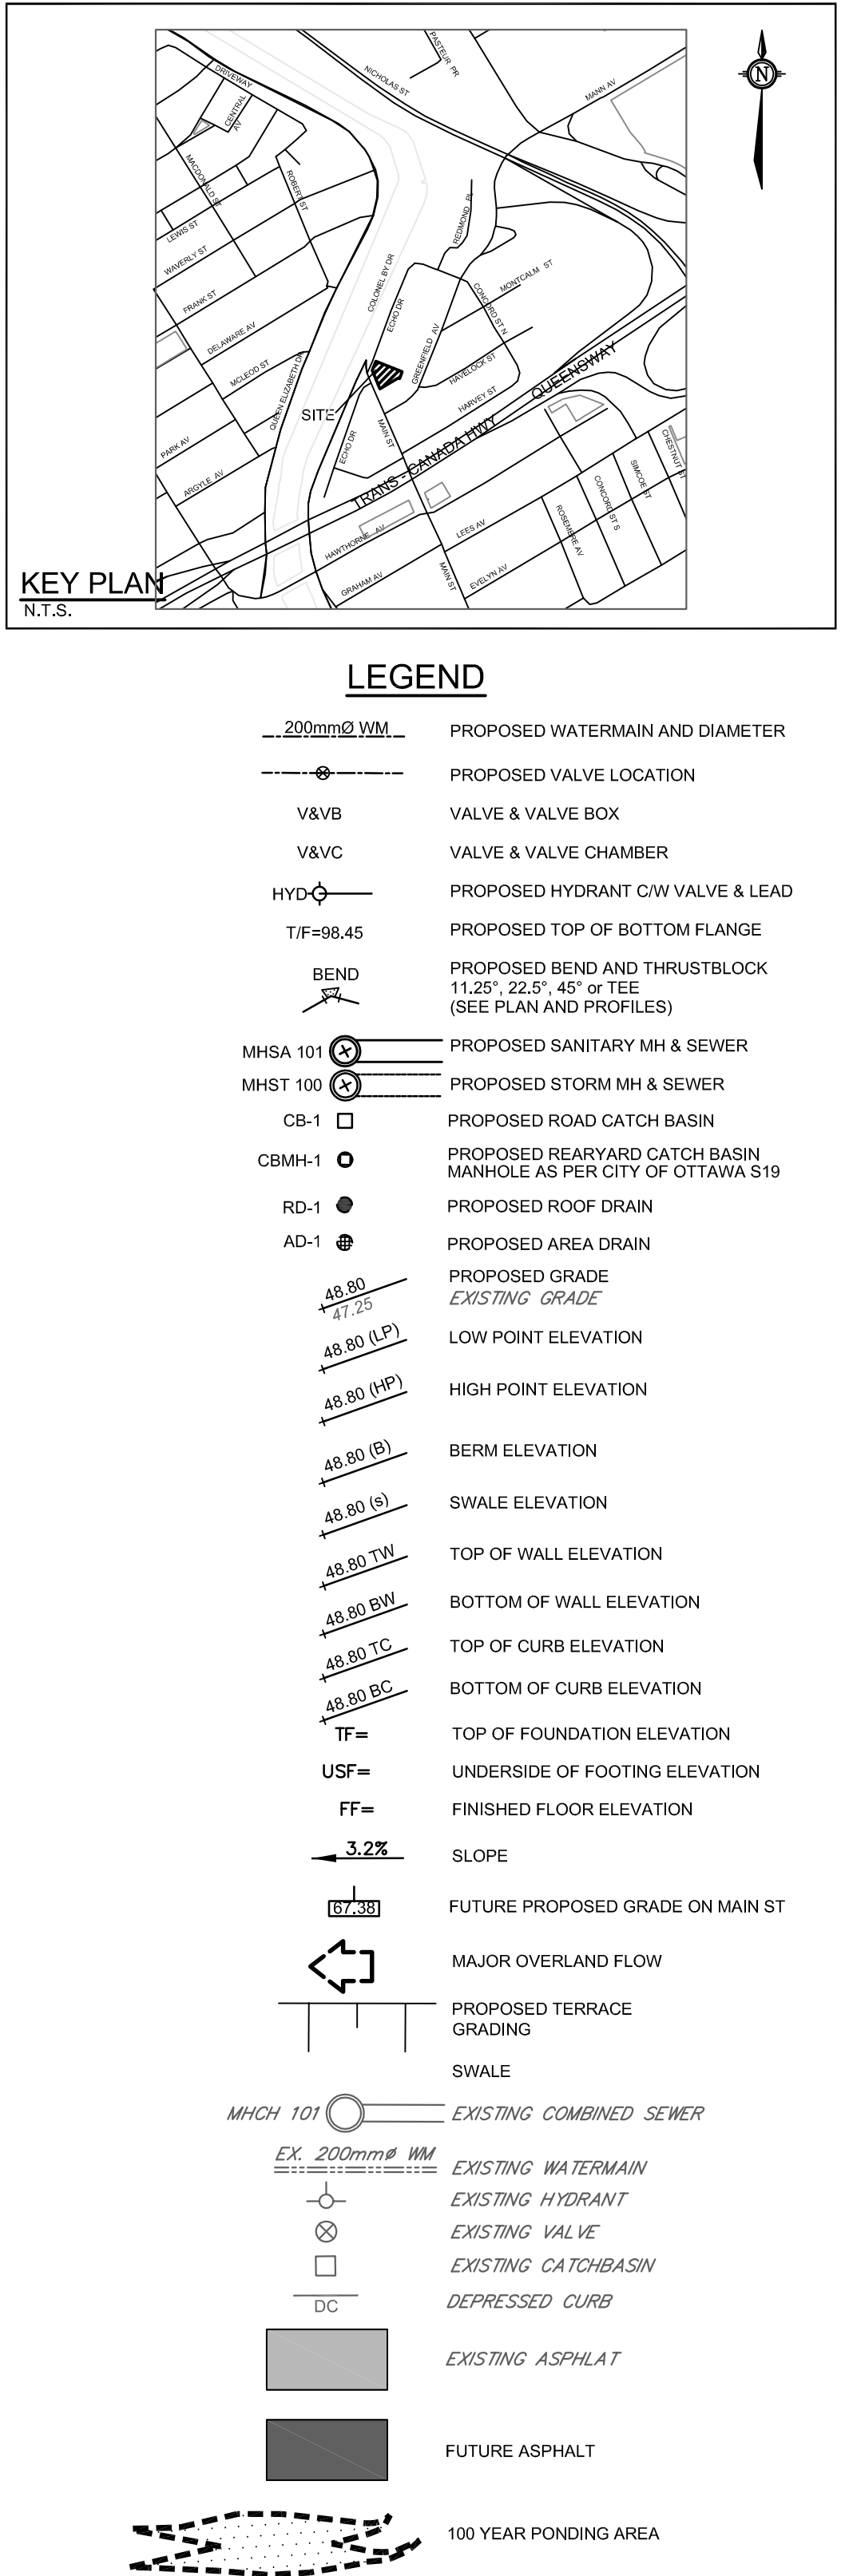 N
DRIVEWAY
CENTRAL
AV
MACDONALD ST
ROBERT ST
LEWIS ST
WAVERLY ST
FRANK ST
DELAWARE AV
MCLEOD ST
PARK AV
ARGYLE AV
QUEEN ELIZABETH DR
COLONEL BY DR
ECHO DR
NICHOLAS ST
PASTEUR PR
MANN AV
REDMOND PL
MONTCALM ST
CONCORD ST N
GREENFIELD AV
HAVELOCK ST
HARVEY ST
QUEENSWAY
TRANS - CANADA HWY
SITE
ECHO DR
MAIN ST
HAWTHORNE AV
GRAHAM AV
LEES AV
MAIN ST
EVELYN AV
ROSEMERE AV
CONCORD ST S
SIMCOE ST
CHESTNUT ST
KEY PLAN
N.T.S.
LEGEND
200mmØ WM PROPOSED WATERMAIN AND DIAMETER
PROPOSED VALVE LOCATION
V&VB VALVE & VALVE BOX
V&VC VALVE & VALVE CHAMBER
HYD PROPOSED HYDRANT C/W VALVE & LEAD
T/F=98.45 PROPOSED TOP OF BOTTOM FLANGE
BEND PROPOSED BEND AND THRUSTBLOCK
11.25°, 22.5°, 45° or TEE
(SEE PLAN AND PROFILES)
MHSA 101 PROPOSED SANITARY MH & SEWER
MHST 100 PROPOSED STORM MH & SEWER
CB-1 PROPOSED ROAD CATCH BASIN
CBMH-1 PROPOSED REARYARD CATCH BASIN
MANHOLE AS PER CITY OF OTTAWA S19
RD-1 PROPOSED ROOF DRAIN
AD-1 PROPOSED AREA DRAIN
48.80 PROPOSED GRADE
47.25 EXISTING GRADE
48.80 (LP) LOW POINT ELEVATION
48.80 (HP) HIGH POINT ELEVATION
48.80 (B) BERM ELEVATION
48.80 (s) SWALE ELEVATION
48.80 TW TOP OF WALL ELEVATION
48.80 BW BOTTOM OF WALL ELEVATION
48.80 TC TOP OF CURB ELEVATION
48.80 BC BOTTOM OF CURB ELEVATION
TF= TOP OF FOUNDATION ELEVATION
USF= UNDERSIDE OF FOOTING ELEVATION
FF= FINISHED FLOOR ELEVATION
3.2% SLOPE
67.38 FUTURE PROPOSED GRADE ON MAIN ST
MAJOR OVERLAND FLOW
PROPOSED TERRACE
GRADING
SWALE
MHCH 101 EXISTING COMBINED SEWER
EX. 200mmø WM EXISTING WATERMAIN
EXISTING HYDRANT
EXISTING VALVE
EXISTING CATCHBASIN
DC DEPRESSED CURB
EXISTING ASPHLAT
FUTURE ASPHALT
100 YEAR PONDING AREA